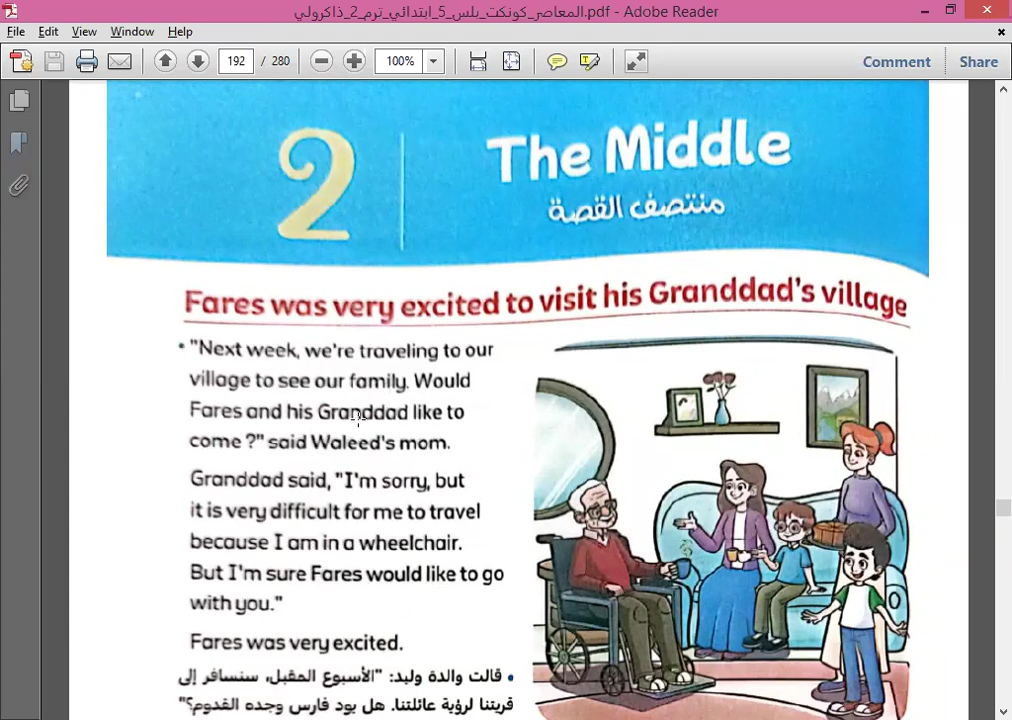 المعاصر_كونكت_بلس_5_ابتدائي_ترم_2_ذاكرولي.pdf - Adobe Reader
File Edit View Window Help
192 / 280 100% Comment Share
2
The Middle
منتصف القصة
Fares was very excited to visit his Granddad's village
• "Next week, we're traveling to our
village to see our family. Would
Fares and his Granddad like to
come ?" said Waleed's mom.
Granddad said, "I'm sorry, but
it is very difficult for me to travel
because I am in a wheelchair.
But I'm sure Fares would like to go
with you."
Fares was very excited.
• قالت والدة وليد: "الأسبوع المقبل، سنسافر إلى
قريتنا لرؤية عائلتنا. هل يود فارس وجده القدوم؟"